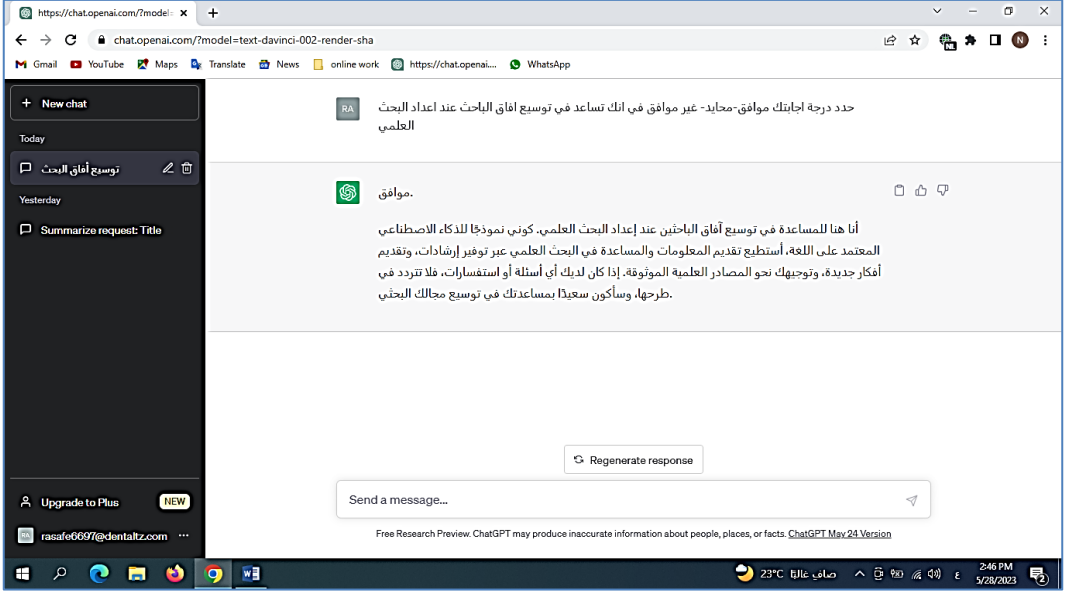 https://chat.openai.com/?model=
chat.openai.com/?model=text-davinci-002-render-sha
N
Gmail YouTube Maps Translate News online work https://chat.openai.... WhatsApp
+ New chat
Today
توسيع أفاق البحث
Yesterday
Summarize request: Title
RA
حدد درجة اجابتك موافق-محايد- غير موافق في انك تساعد في توسيع افاق الباحث عند اعداد البحث
العلمي
.موافق
أنا هنا للمساعدة في توسيع آفاق الباحثين عند إعداد البحث العلمي. كوني نموذجًا للذكاء الاصطناعي
المعتمد على اللغة، أستطيع تقديم المعلومات والمساعدة في البحث العلمي عبر توفير إرشادات، وتقديم
أفكار جديدة، وتوجيهك نحو المصادر العلمية الموثوقة. إذا كان لديك أي أسئلة أو استفسارات، فلا تتردد في
.طرحها، وسأكون سعيدًا بمساعدتك في توسيع مجالك البحثي
Regenerate response
Send a message...
Free Research Preview. ChatGPT may produce inaccurate information about people, places, or facts. ChatGPT May 24 Version
Upgrade to Plus NEW
RA rasafe6697@dentaltz.com
23°C صاف غالبًا
ع
2:46 PM
5/28/2023
2